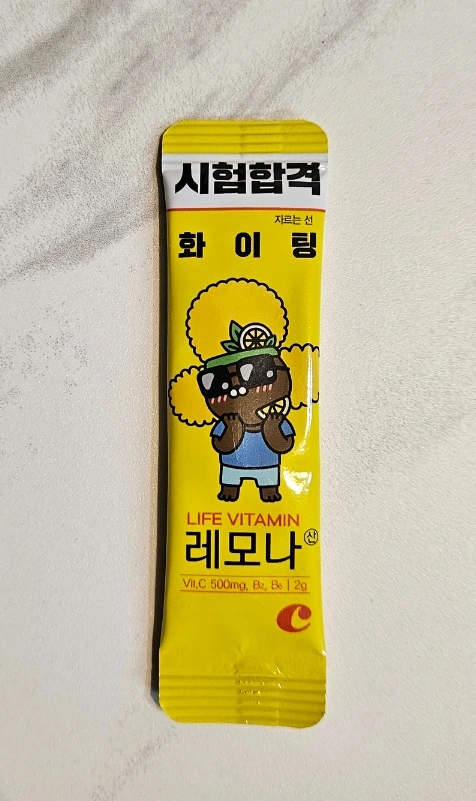 시험합격
자르는 선
화 이 팅
LIFE VITAMIN
레모나 산
Vit.C 500mg, B₂, B₆ | 2g
c